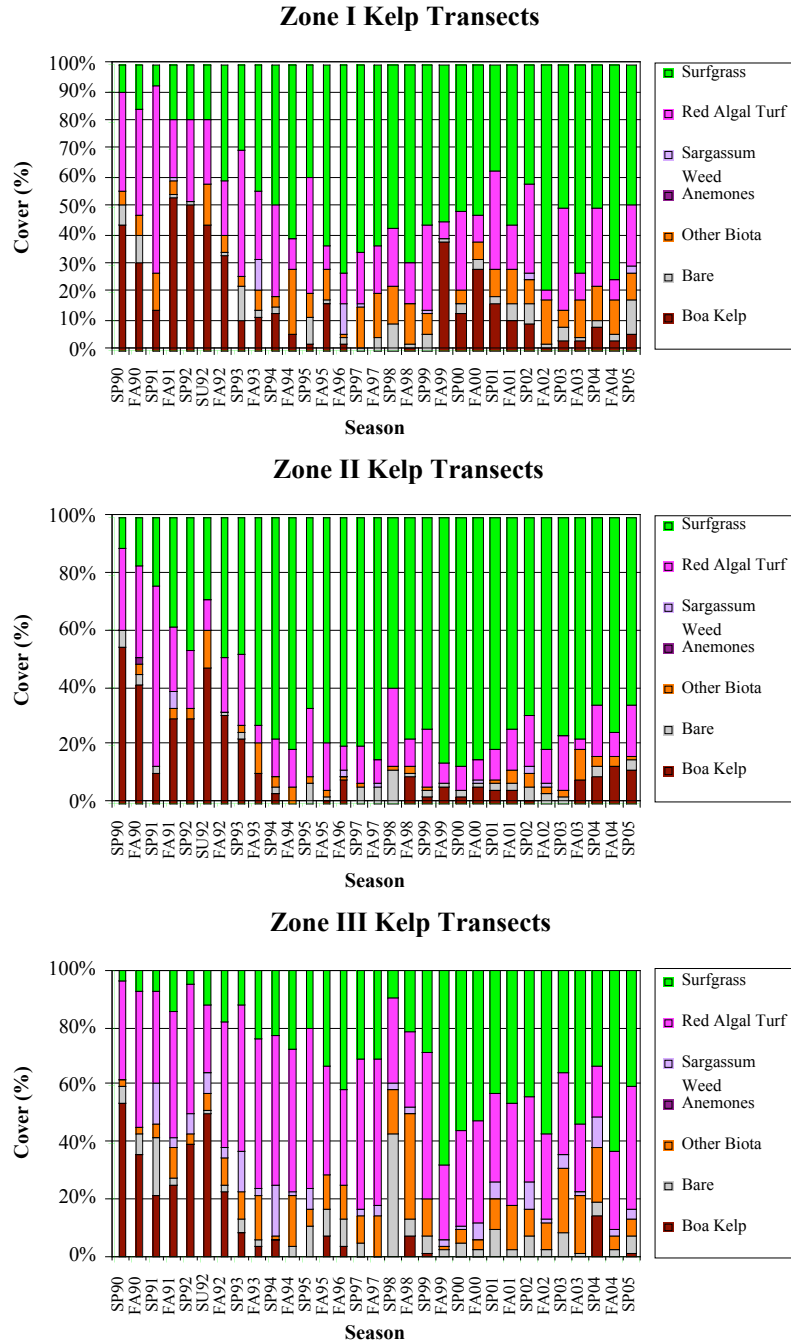 Zone I Kelp Transects
100%
90%
80%
70%
60%
50%
40%
30%
20%
10%
0%
Cover (%)
SP90
FA90
SP91
FA91
SP92
SU92
FA92
SP93
FA93
SP94
FA94
SP95
FA95
FA96
SP97
FA97
SP98
FA98
SP99
FA99
SP00
FA00
SP01
FA01
SP02
FA02
SP03
FA03
SP04
FA04
SP05
Season
Surfgrass
Red Algal Turf
Sargassum
Weed
Anemones
Other Biota
Bare
Boa Kelp
Zone II Kelp Transects
100%
80%
60%
40%
20%
0%
Cover (%)
SP90
FA90
SP91
FA91
SP92
SU92
FA92
SP93
FA93
SP94
FA94
SP95
FA95
FA96
SP97
FA97
SP98
FA98
SP99
FA99
SP00
FA00
SP01
FA01
SP02
FA02
SP03
FA03
SP04
FA04
SP05
Season
Surfgrass
Red Algal Turf
Sargassum
Weed
Anemones
Other Biota
Bare
Boa Kelp
Zone III Kelp Transects
100%
80%
60%
40%
20%
0%
Cover (%)
SP90
FA90
SP91
FA91
SP92
SU92
FA92
SP93
FA93
SP94
FA94
SP95
FA95
FA96
SP97
FA97
SP98
FA98
SP99
FA99
SP00
FA00
SP01
FA01
SP02
FA02
SP03
FA03
SP04
FA04
SP05
Season
Surfgrass
Red Algal Turf
Sargassum
Weed
Anemones
Other Biota
Bare
Boa Kelp